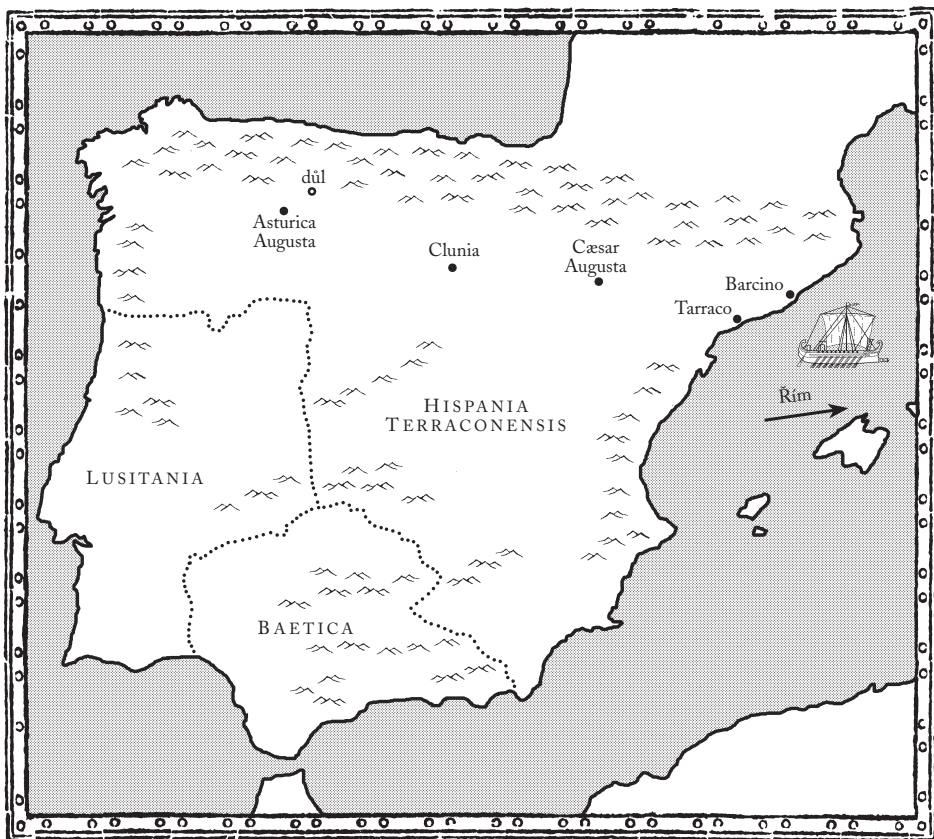 důl
Asturica
Augusta
Clunia
Cæsar
Augusta
Barcino
Tarraco
Řím
Hispania
Terraconensis
Lusitania
Baetica